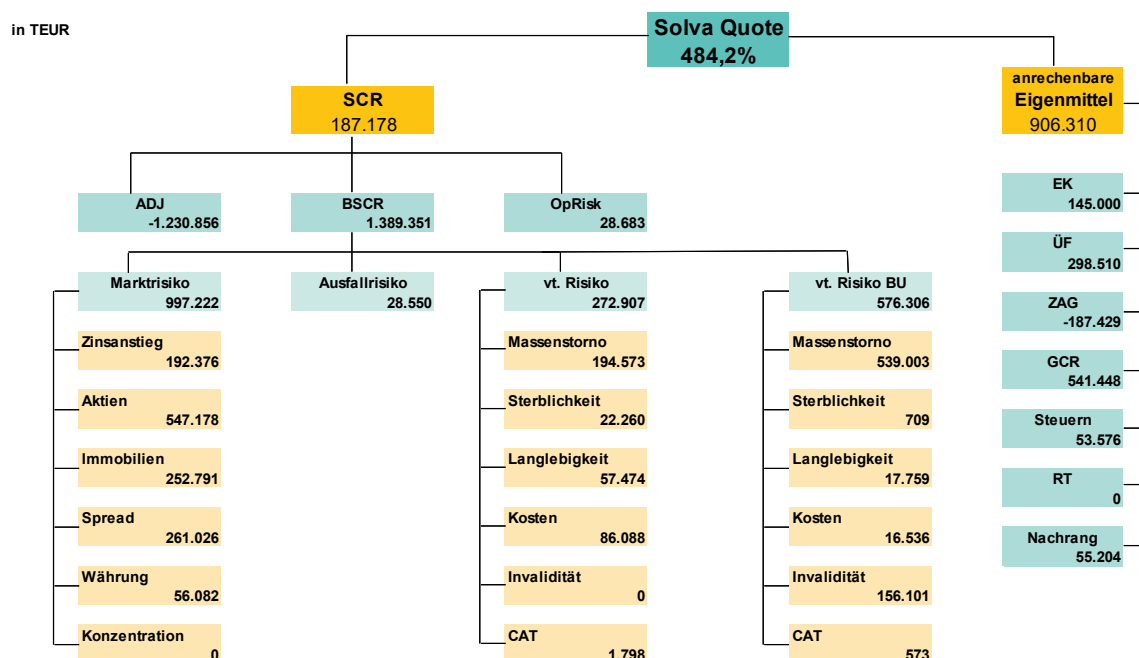 in TEUR
Solva Quote
484,2%
SCR
187.178
anrechenbare
Eigenmittel
906.310
ADJ
-1.230.856
BSCR
1.389.351
OpRisk
28.683
EK
145.000
ÜF
298.510
ZAG
-187.429
GCR
541.448
Steuern
53.576
RT
0
Nachrang
55.204
Marktrisiko
997.222
Ausfallrisiko
28.550
vt. Risiko
272.907
vt. Risiko BU
576.306
Zinsanstieg
192.376
Aktien
547.178
Immobilien
252.791
Spread
261.026
Währung
56.082
Konzentration
0
Massenstorno
194.573
Sterblichkeit
22.260
Langlebigkeit
57.474
Kosten
86.088
Invalidität
0
CAT
1.798
Massenstorno
539.003
Sterblichkeit
709
Langlebigkeit
17.759
Kosten
16.536
Invalidität
156.101
CAT
573